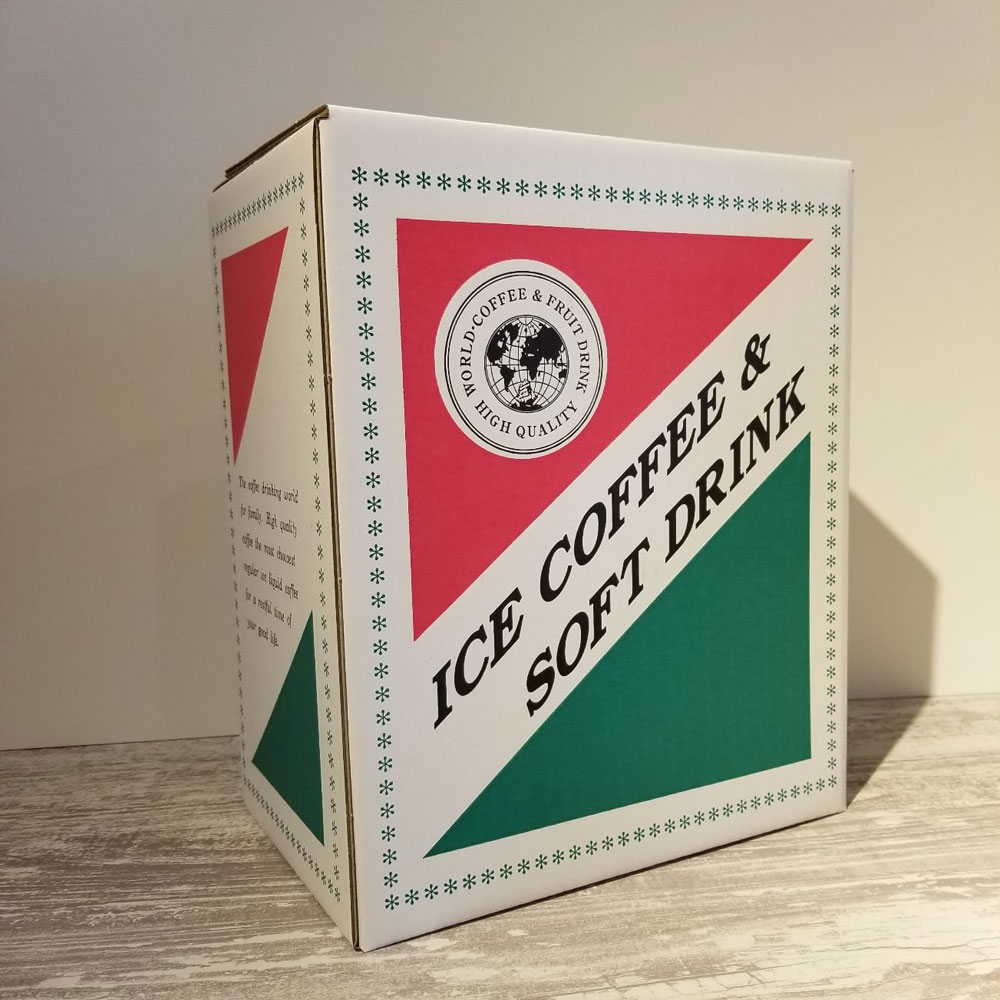 WORLD·COFFEE & FRUIT DRINK
HIGH QUALITY
ICE COFFEE &
SOFT DRINK
The coffee drinking world
for family. High quality
coffee the most choicest
regular ice liquid coffee
for a restful time of
your good life.